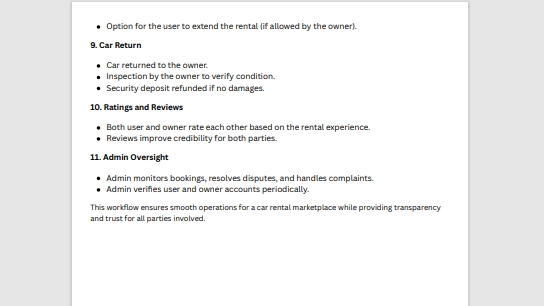 • Option for the user to extend the rental (if allowed by the owner).
9. Car Return
• Car returned to the owner.
• Inspection by the owner to verify condition.
• Security deposit refunded if no damages.
10. Ratings and Reviews
• Both user and owner rate each other based on the rental experience.
• Reviews improve credibility for both parties.
11. Admin Oversight
• Admin monitors bookings, resolves disputes, and handles complaints.
• Admin verifies user and owner accounts periodically.
This workflow ensures smooth operations for a car rental marketplace while providing transparency
and trust for all parties involved.